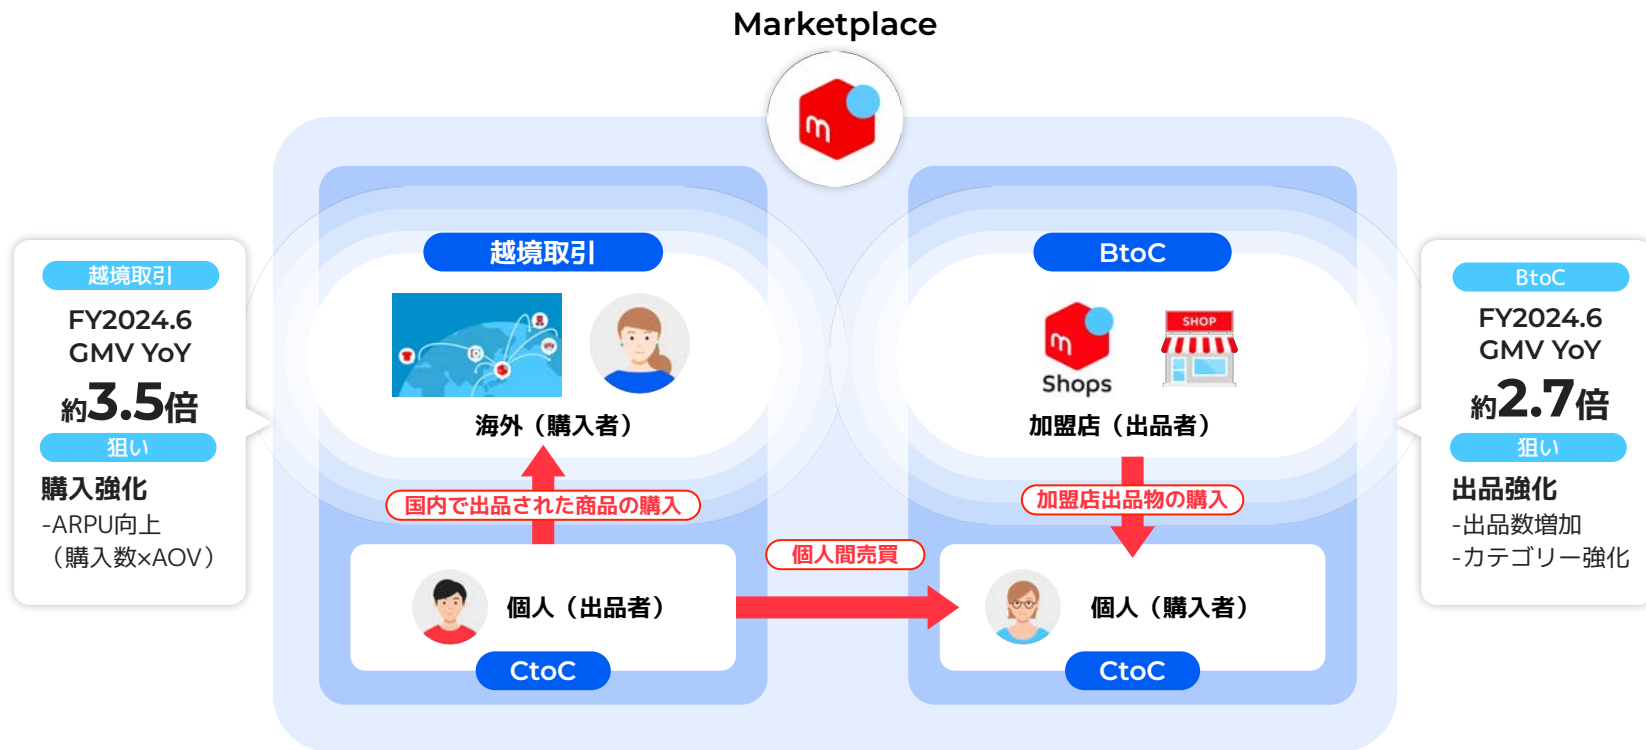 Marketplace
m
越境取引
FY2024.6
GMV YoY
約3.5倍
狙い
購入強化
-ARPU向上
（購入数×AOV）
越境取引
海外（購入者）
国内で出品された商品の購入
個人（出品者）
CtoC
個人間売買
BtoC
m
Shops
SHOP
加盟店（出品者）
加盟店出品物の購入
個人（購入者）
CtoC
BtoC
FY2024.6
GMV YoY
約2.7倍
狙い
出品強化
-出品数増加
-カテゴリー強化